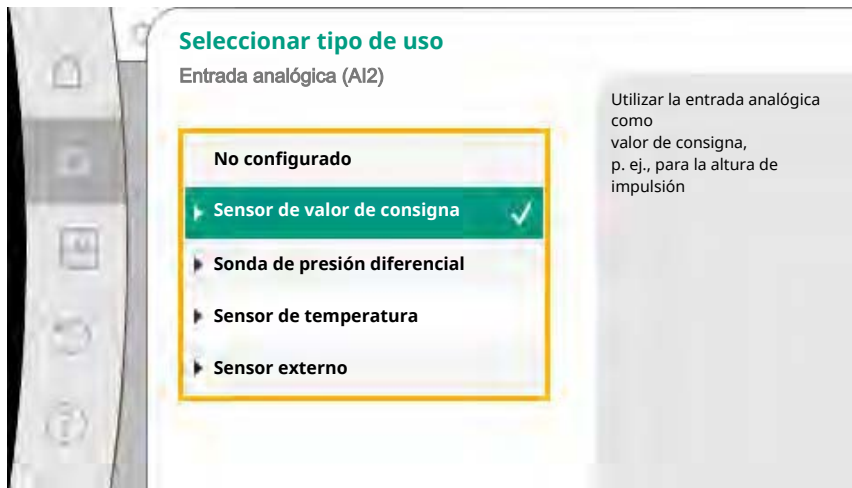 Seleccionar tipo de uso
Entrada analógica (AI2)
No configurado
Sensor de valor de consigna
Sonda de presión diferencial
Sensor de temperatura
Sensor externo
Utilizar la entrada analógica
como
valor de consigna,
p. ej., para la altura de
impulsión